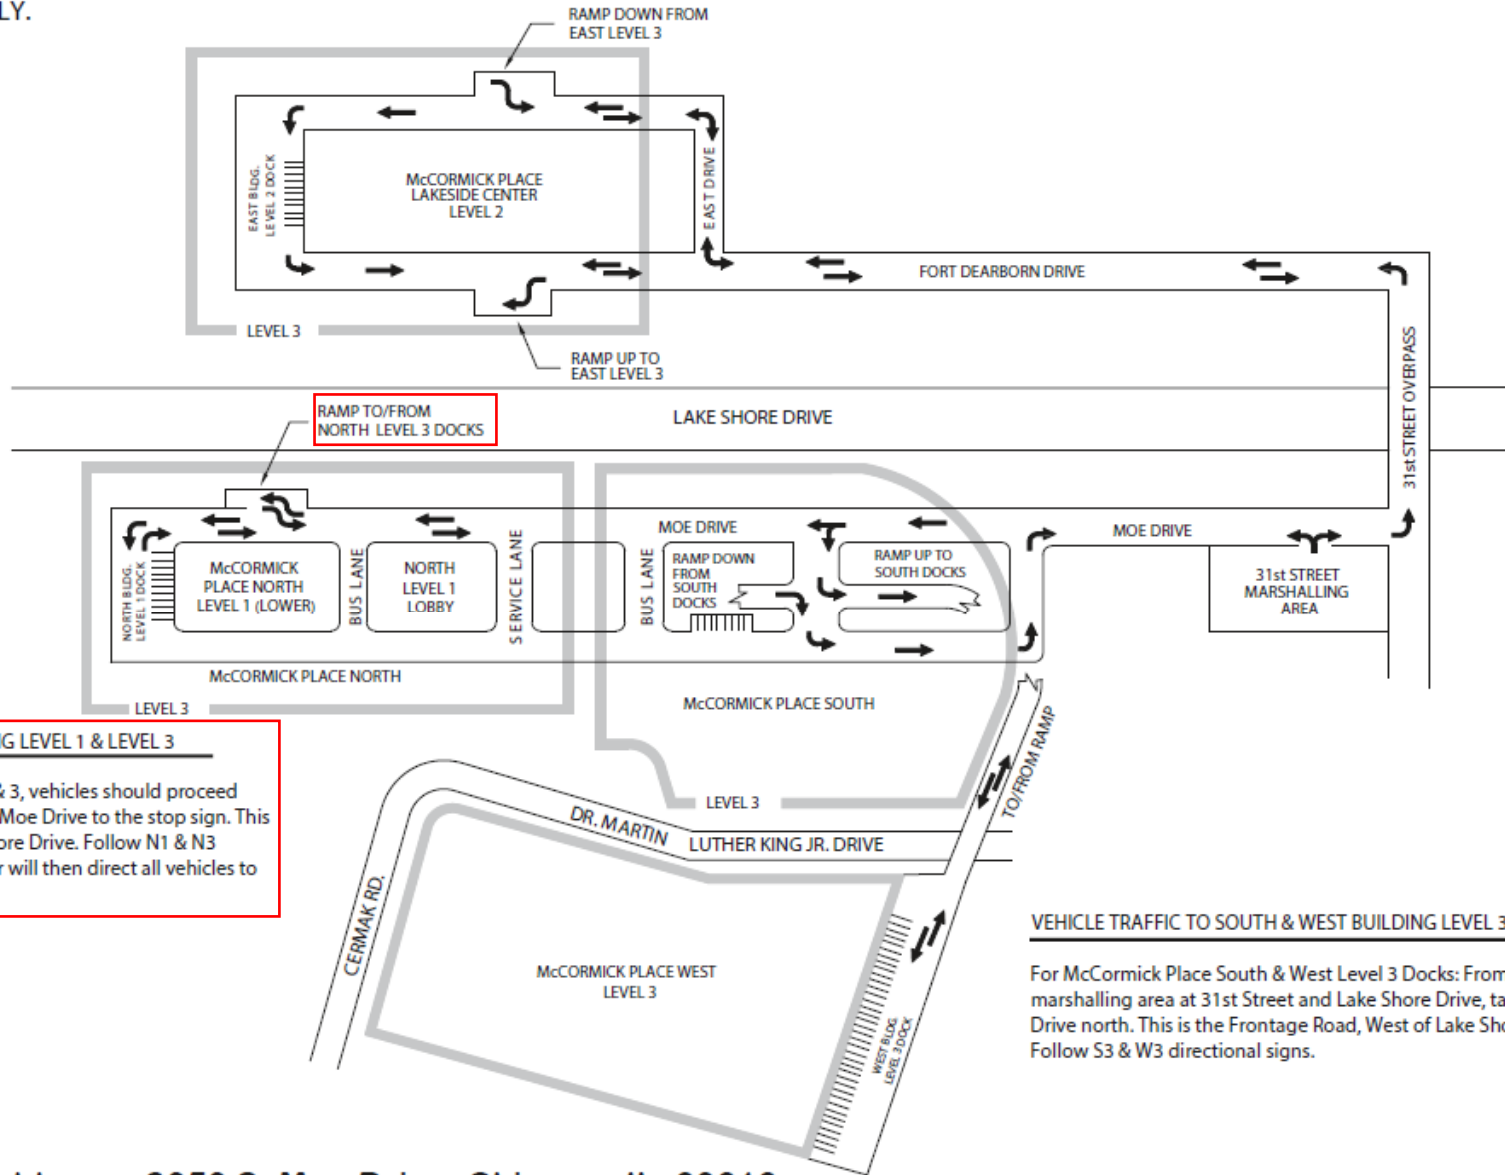 LY.
RAMP DOWN FROM
EAST LEVEL 3
EAST BLDG.
LEVEL 2 DOCK
McCORMICK PLACE
LAKESIDE CENTER
LEVEL 2
EAST DRIVE
FORT DEARBORN DRIVE
LEVEL 3
RAMP UP TO
EAST LEVEL 3
31st STREET OVERPASS
RAMP TO/FROM
NORTH LEVEL 3 DOCKS
LAKE SHORE DRIVE
NORTH BLDG.
LEVEL 1 DOCK
McCORMICK
PLACE NORTH
LEVEL 1 (LOWER)
BUS LANE
NORTH
LEVEL 1
LOBBY
SERVICE LANE
BUS LANE
MOE DRIVE
RAMP DOWN
FROM
SOUTH
DOCKS
RAMP UP TO
SOUTH DOCKS
MOE DRIVE
31st STREET
MARSHALLING
AREA
McCORMICK PLACE NORTH
LEVEL 3
McCORMICK PLACE SOUTH
LEVEL 3
TO/FROM RAMP
G LEVEL 1 & LEVEL 3
& 3, vehicles should proceed
Moe Drive to the stop sign. This
ore Drive. Follow N1 & N3
r will then direct all vehicles to
DR. MARTIN LUTHER KING JR. DRIVE
CERMAK RD.
McCORMICK PLACE WEST
LEVEL 3
WEST BLDG.
LEVEL 3 DOCK
VEHICLE TRAFFIC TO SOUTH & WEST BUILDING LEVEL 3
For McCormick Place South & West Level 3 Docks: From
marshalling area at 31st Street and Lake Shore Drive, ta
Drive north. This is the Frontage Road, West of Lake Sho
Follow S3 & W3 directional signs.